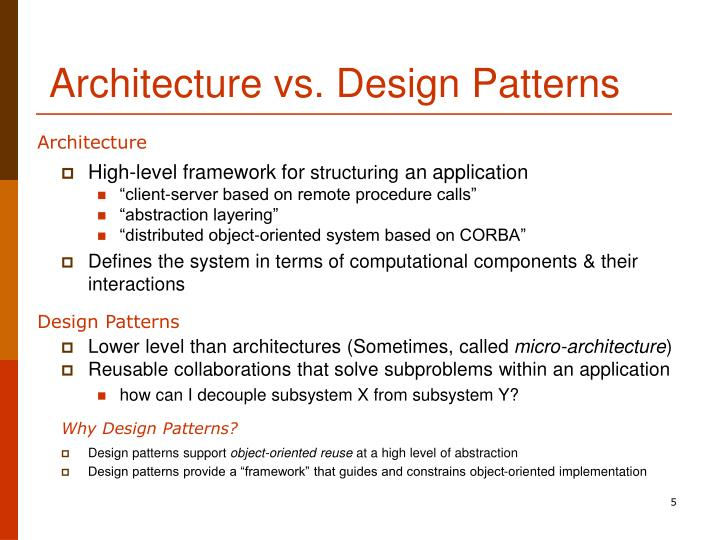 Architecture vs. Design Patterns
Architecture
High-level framework for structuring an application
“client-server based on remote procedure calls”
“abstraction layering”
“distributed object-oriented system based on CORBA”
Defines the system in terms of computational components & their
interactions
Design Patterns
Lower level than architectures (Sometimes, called micro-architecture)
Reusable collaborations that solve subproblems within an application
how can I decouple subsystem X from subsystem Y?
Why Design Patterns?
Design patterns support object-oriented reuse at a high level of abstraction
Design patterns provide a “framework” that guides and constrains object-oriented implementation
5